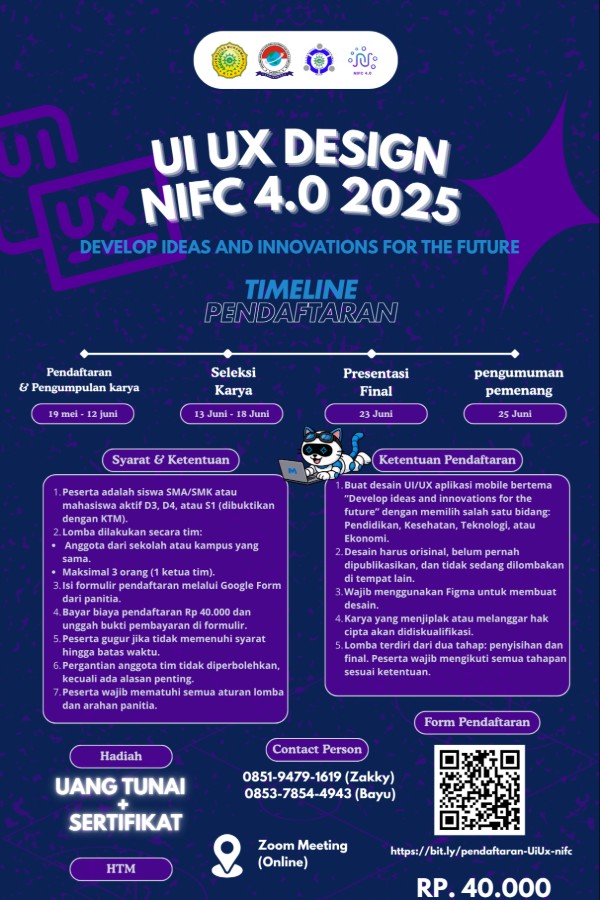 NIFC 4.0
UI UX DESIGN
NIFC 4.0 2025
DEVELOP IDEAS AND INNOVATIONS FOR THE FUTURE
TIMELINE
PENDAFTARAN
Pendaftaran
& Pengumpulan karya
19 mei - 12 juni
Seleksi
Karya
13 Juni - 18 Juni
Presentasi
Final
23 Juni
pengumuman
pemenang
25 Juni
Syarat & Ketentuan
1. Peserta adalah siswa SMA/SMK atau
mahasiswa aktif D3, D4, atau S1 (dibuktikan
dengan KTM).
2. Lomba dilakukan secara tim:
• Anggota dari sekolah atau kampus yang
sama.
• Maksimal 3 orang (1 ketua tim).
3. Isi formulir pendaftaran melalui Google Form
dari panitia.
4. Bayar biaya pendaftaran Rp 40.000 dan
unggah bukti pembayaran di formulir.
5. Peserta gugur jika tidak memenuhi syarat
hingga batas waktu.
6. Pergantian anggota tim tidak diperbolehkan,
kecuali ada alasan penting.
7. Peserta wajib mematuhi semua aturan lomba
dan arahan panitia.
Ketentuan Pendaftaran
1. Buat desain UI/UX aplikasi mobile bertema
"Develop ideas and innovations for the
future" dengan memilih salah satu bidang:
Pendidikan, Kesehatan, Teknologi, atau
Ekonomi.
2. Desain harus orisinal, belum pernah
dipublikasikan, dan tidak sedang dilombakan
di tempat lain.
3. Wajib menggunakan Figma untuk membuat
desain.
4. Karya yang menjiplak atau melanggar hak
cipta akan didiskualifikasi.
5. Lomba terdiri dari dua tahap: penyisihan dan
final. Peserta wajib mengikuti semua tahapan
sesuai ketentuan.
Hadiah
UANG TUNAI
+
SERTIFIKAT
HTM
Contact Person
0851-9479-1619 (Zakky)
0853-7854-4943 (Bayu)
Zoom Meeting
(Online)
Form Pendaftaran
https://bit.ly/pendaftaran-UiUx-nifc
RP. 40.000